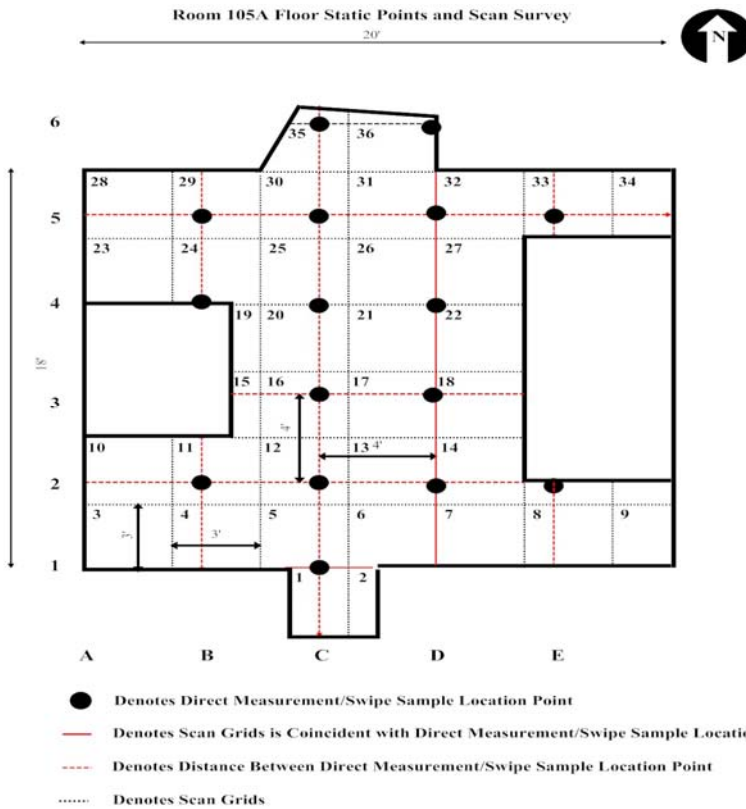 Room 105A Floor Static Points and Scan Survey
20'
N
6
35 36
28 29 30 31 32 33 34
5
23 24 25 26 27
4
19 20 21 22
18'
15 16 17 18
3
4'
10 11 12 13 4' 14
2
3 4 5 6 7 8 9
3'
3'
1
1 2
A B C D E
Denotes Direct Measurement/Swipe Sample Location Point
Denotes Scan Grids is Coincident with Direct Measurement/Swipe Sample Locatio
Denotes Distance Between Direct Measurement/Swipe Sample Location Point
Denotes Scan Grids